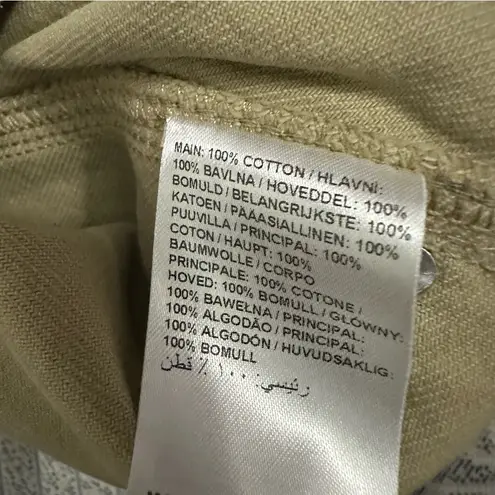 MAIN: 100% COTTON / HLAVNI:
100% BAVLNA / HOVEDDEL: 100%
BOMULD / BELANGRIJKSTE: 100%
KATOEN / PÄAASIALLINEN: 100%
PUUVILLA / PRINCIPAL: 100%
COTON / HAUPT: 100%
BAUMWOLLE / CORPO
PRINCIPALE: 100% COTONE /
HOVED: 100% BOMULL / GŁÓWNY:
100% BAWEŁNA / PRINCIPAL:
100% ALGODÃO / PRINCIPAL:
100% ALGODÓN / HUVUDSAKLIG:
100% BOMULL
رئيسي: ١٠٠ ٪ قطن